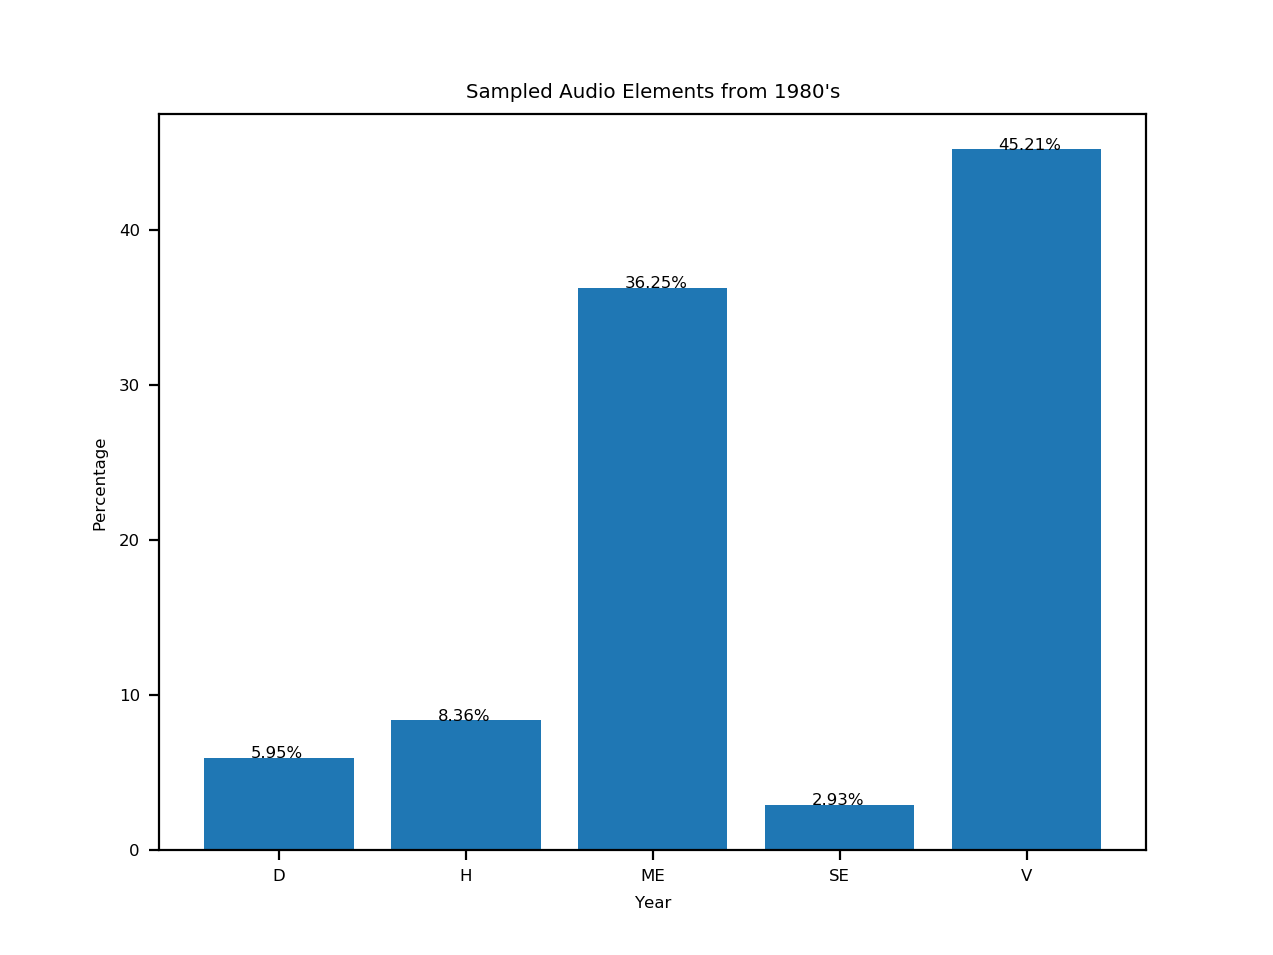 Sampled Audio Elements from 1980's
45.21%
40
36.25%
30
Percentage
20
10
8.36%
5.95%
2.93%
0
D H ME SE V
Year